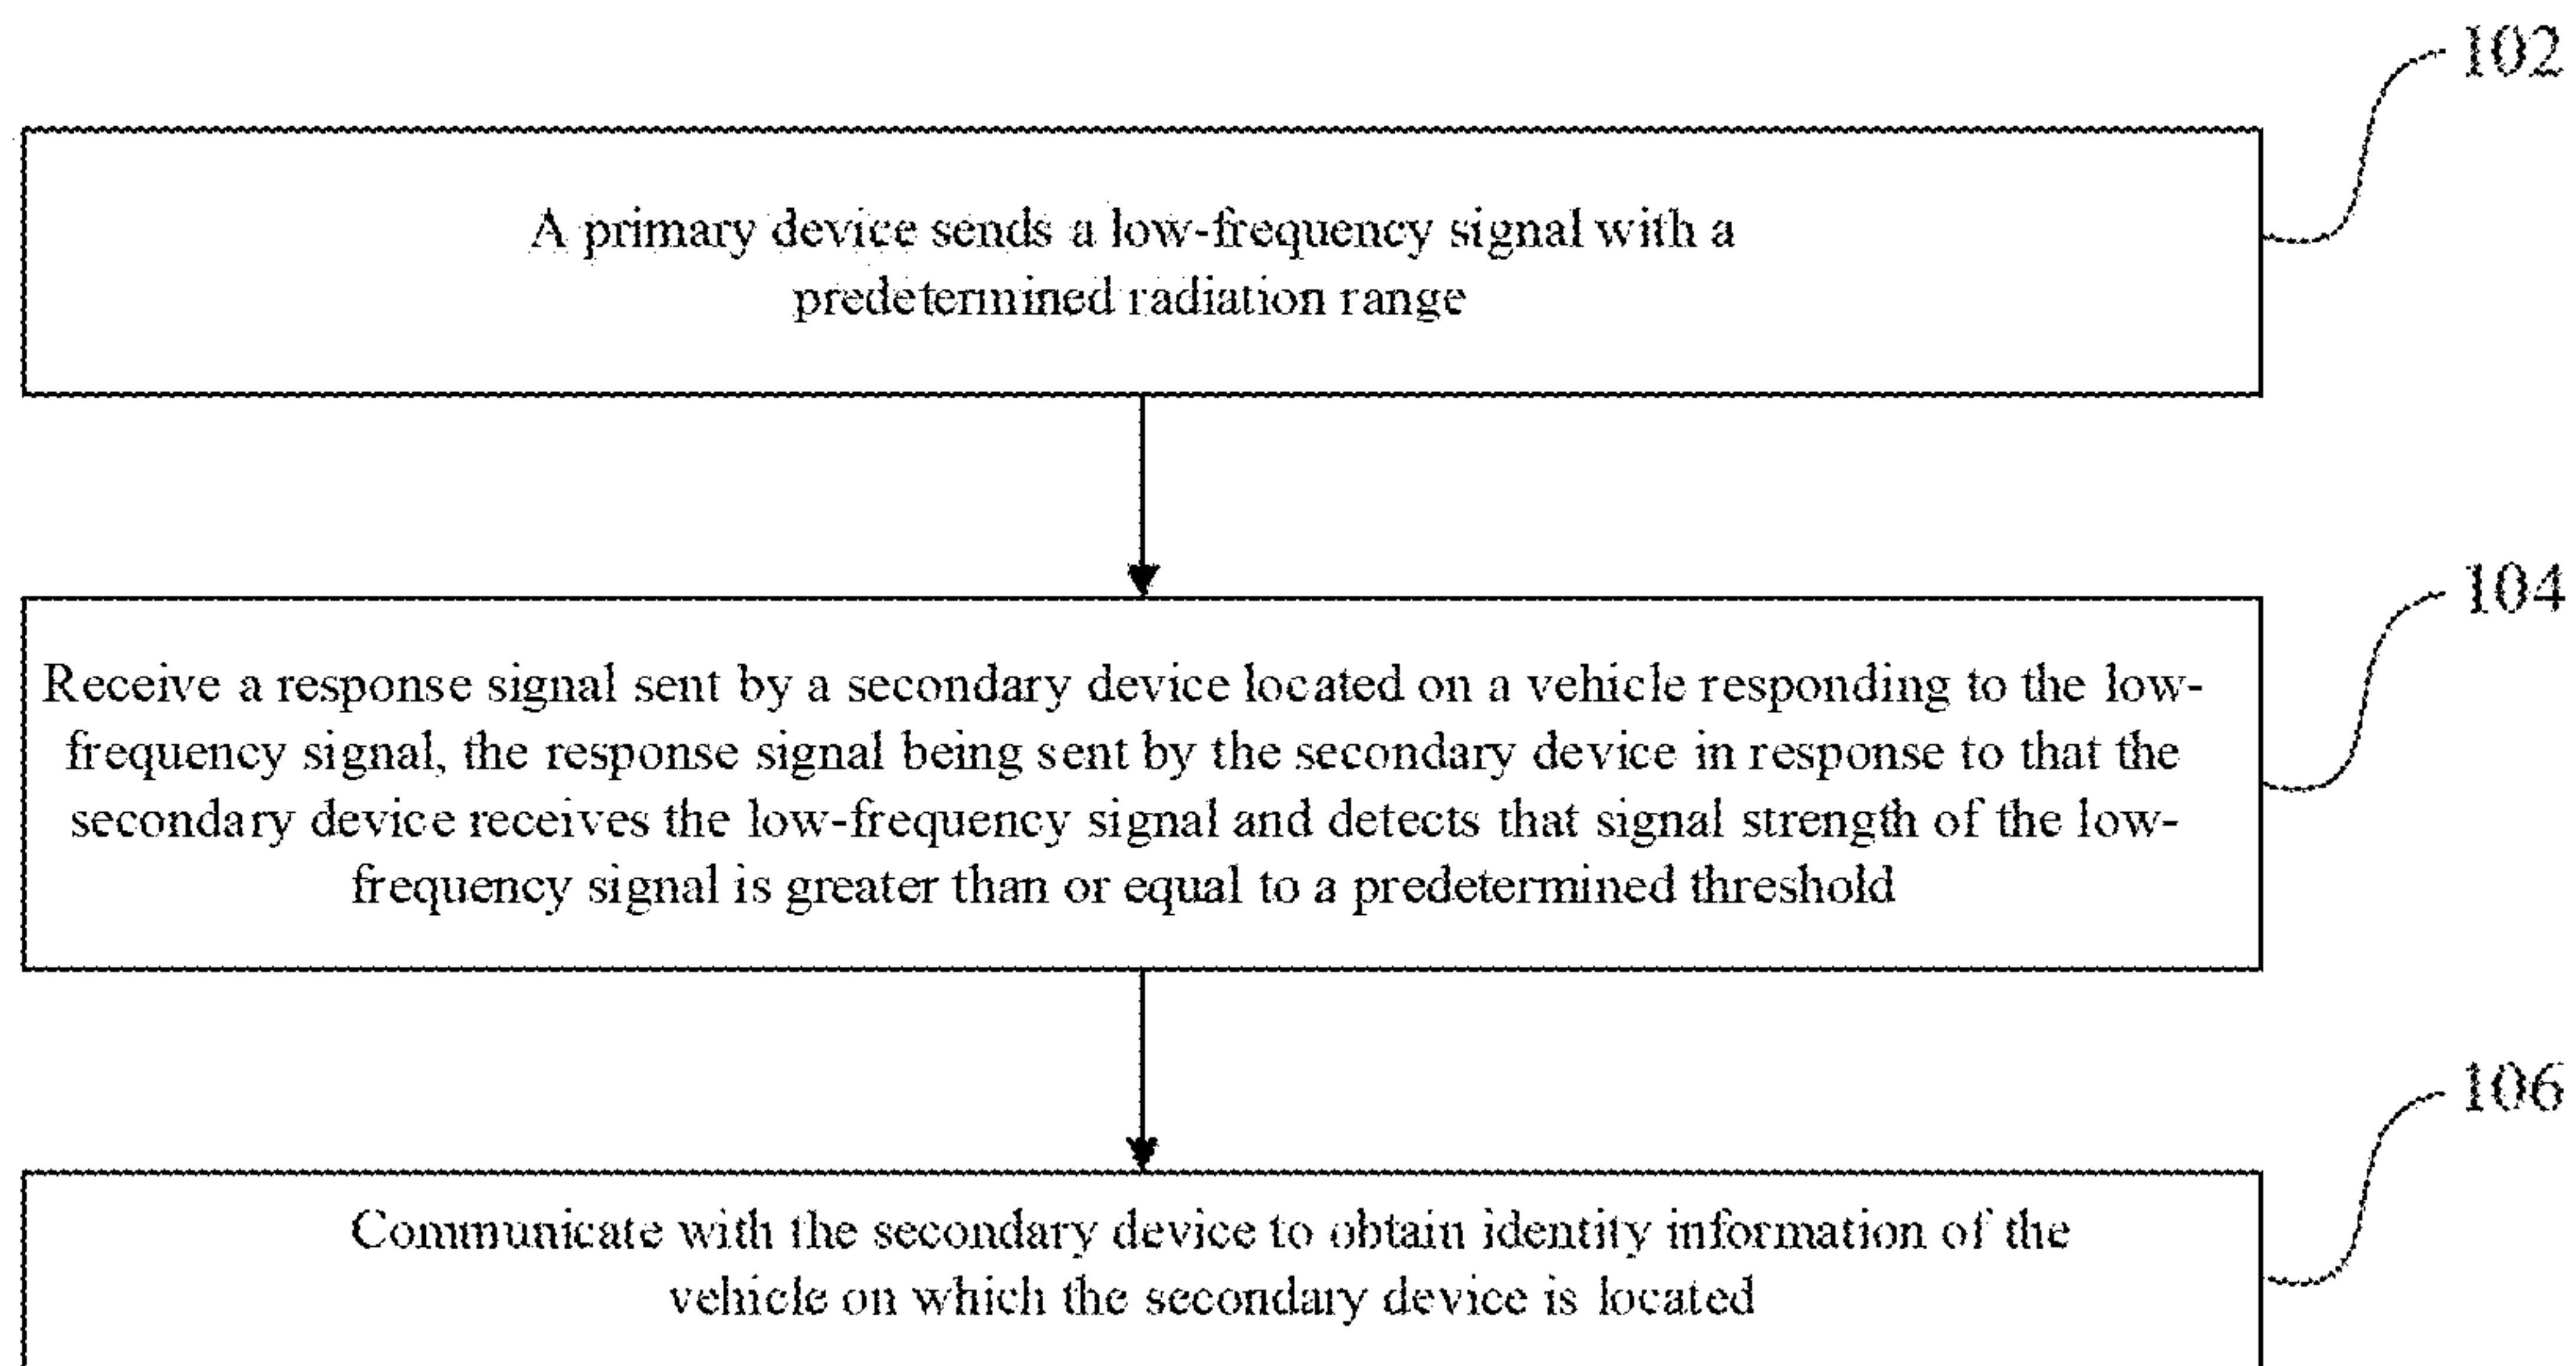 102
A primary device sends a low-frequency signal with a
predetermined radiation range
104
Receive a response signal sent by a secondary device located on a vehicle responding to the low-
frequency signal, the response signal being sent by the secondary device in response to that the
secondary device receives the low-frequency signal and detects that signal strength of the low-
frequency signal is greater than or equal to a predetermined threshold
106
Communicate with the secondary device to obtain identity information of the
vehicle on which the secondary device is located